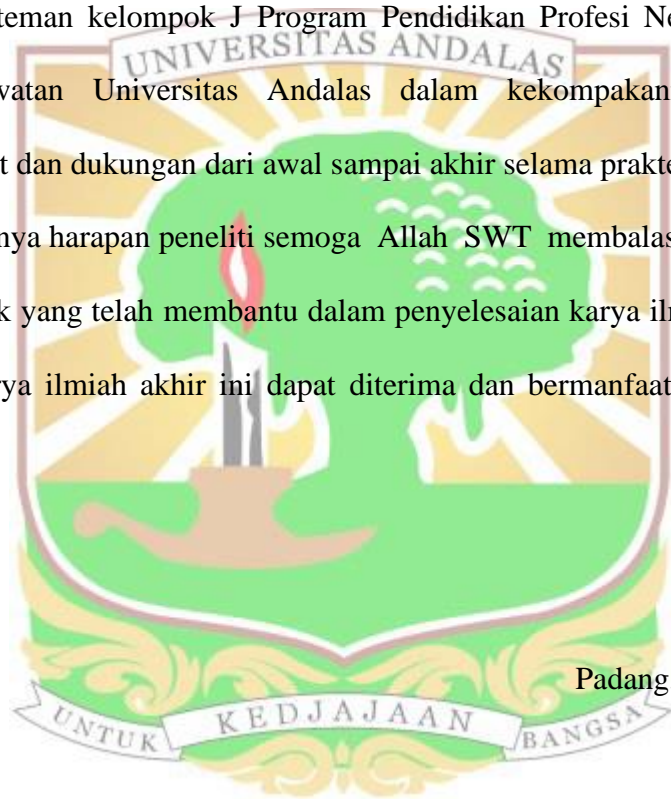 teman kelompok J Program Pendidikan Profesi Ne
UNIVERSITAS ANDALAS
watan Universitas Andalas dalam kekompakan
t dan dukungan dari awal sampai akhir selama prakte
nya harapan peneliti semoga Allah SWT membalas
k yang telah membantu dalam penyelesaian karya ilm
ya ilmiah akhir ini dapat diterima dan bermanfaat
Padang
UNTUK KEDJAJAAN BANGSA